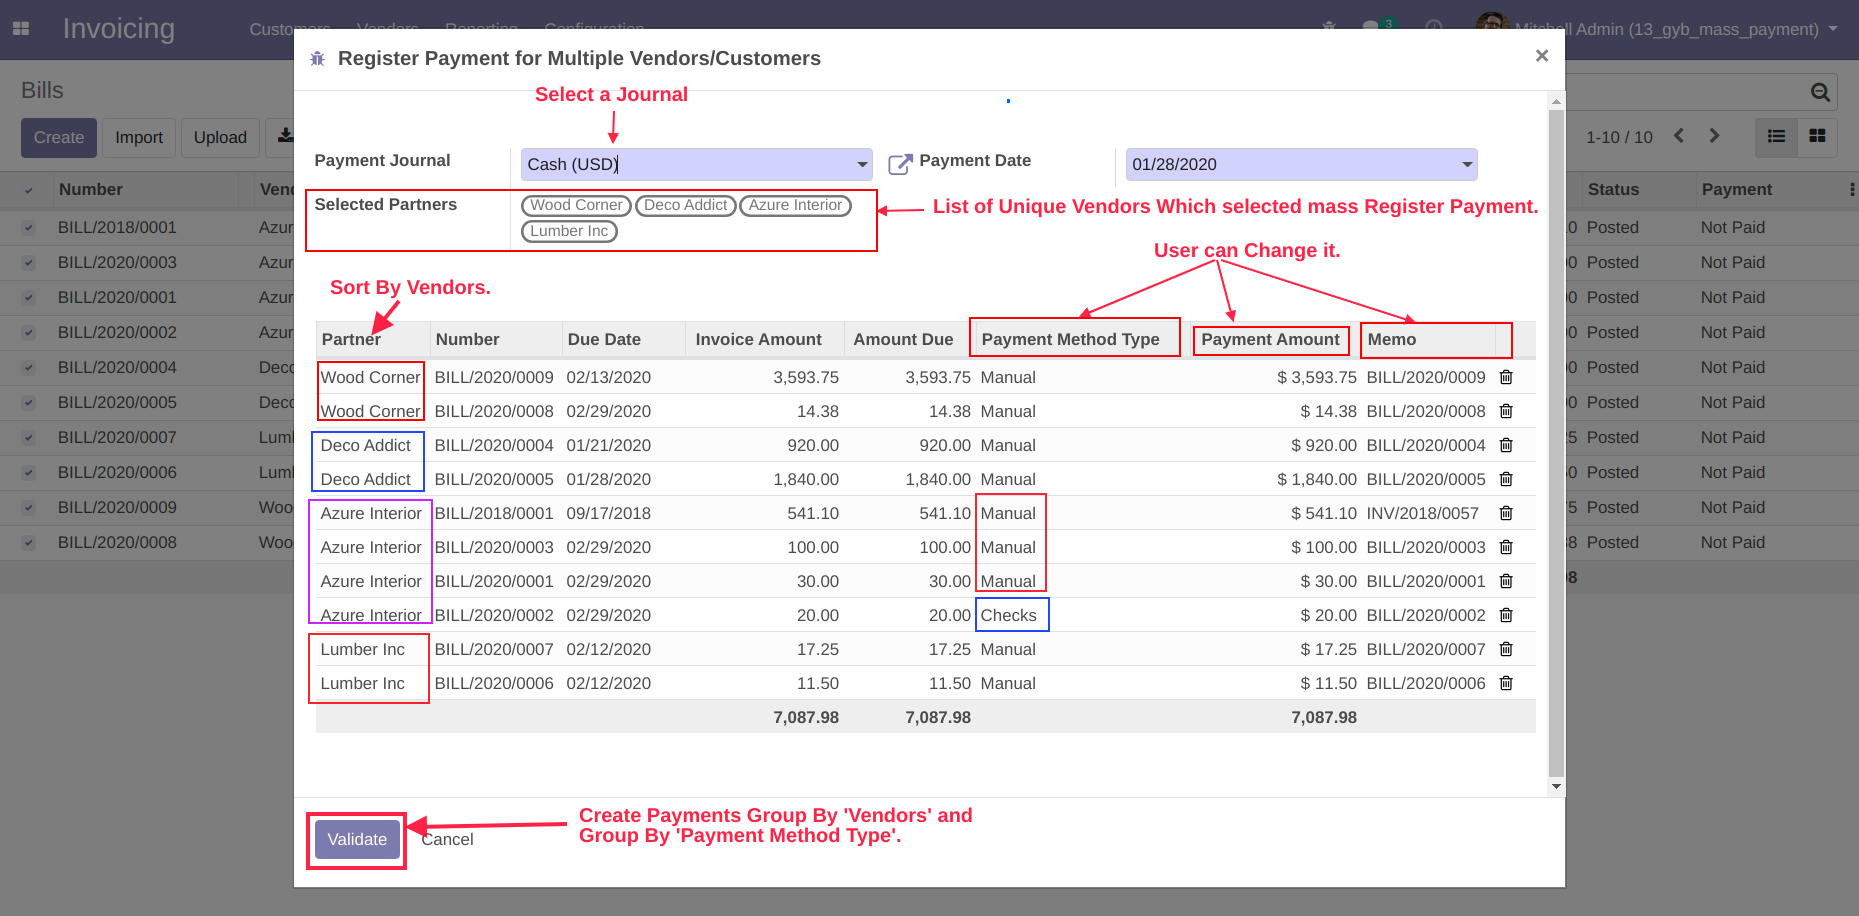 Invoicing
Customers Vendors Reporting Configuration
3
Mitchell Admin (13_gyb_mass_payment)
Register Payment for Multiple Vendors/Customers
×
Bills
Create Import Upload
1-10 / 10
Select a Journal
Payment Journal Cash (USD) Payment Date 01/28/2020
Selected Partners Wood Corner Deco Addict Azure Interior
Lumber Inc
List of Unique Vendors Which selected mass Register Payment.
User can Change it.
Sort By Vendors.
Number Status Payment
BILL/2018/0001 Posted Not Paid
BILL/2020/0003 Posted Not Paid
BILL/2020/0001 Posted Not Paid
BILL/2020/0002 Posted Not Paid
BILL/2020/0004 Posted Not Paid
BILL/2020/0005 Posted Not Paid
BILL/2020/0007 Posted Not Paid
BILL/2020/0006 Posted Not Paid
BILL/2020/0009 Posted Not Paid
BILL/2020/0008 Posted Not Paid
Partner Number Due Date Invoice Amount Amount Due Payment Method Type Payment Amount Memo
Wood Corner BILL/2020/0009 02/13/2020 3,593.75 3,593.75 Manual $ 3,593.75 BILL/2020/0009
Wood Corner BILL/2020/0008 02/29/2020 14.38 14.38 Manual $ 14.38 BILL/2020/0008
Deco Addict BILL/2020/0004 01/21/2020 920.00 920.00 Manual $ 920.00 BILL/2020/0004
Deco Addict BILL/2020/0005 01/28/2020 1,840.00 1,840.00 Manual $ 1,840.00 BILL/2020/0005
Azure Interior BILL/2018/0001 09/17/2018 541.10 541.10 Manual $ 541.10 INV/2018/0057
Azure Interior BILL/2020/0003 02/29/2020 100.00 100.00 Manual $ 100.00 BILL/2020/0003
Azure Interior BILL/2020/0001 02/29/2020 30.00 30.00 Manual $ 30.00 BILL/2020/0001
Azure Interior BILL/2020/0002 02/29/2020 20.00 20.00 Checks $ 20.00 BILL/2020/0002
Lumber Inc BILL/2020/0007 02/12/2020 17.25 17.25 Manual $ 17.25 BILL/2020/0007
Lumber Inc BILL/2020/0006 02/12/2020 11.50 11.50 Manual $ 11.50 BILL/2020/0006
7,087.98 7,087.98 7,087.98
Create Payments Group By 'Vendors' and
Group By 'Payment Method Type'.
Validate Cancel